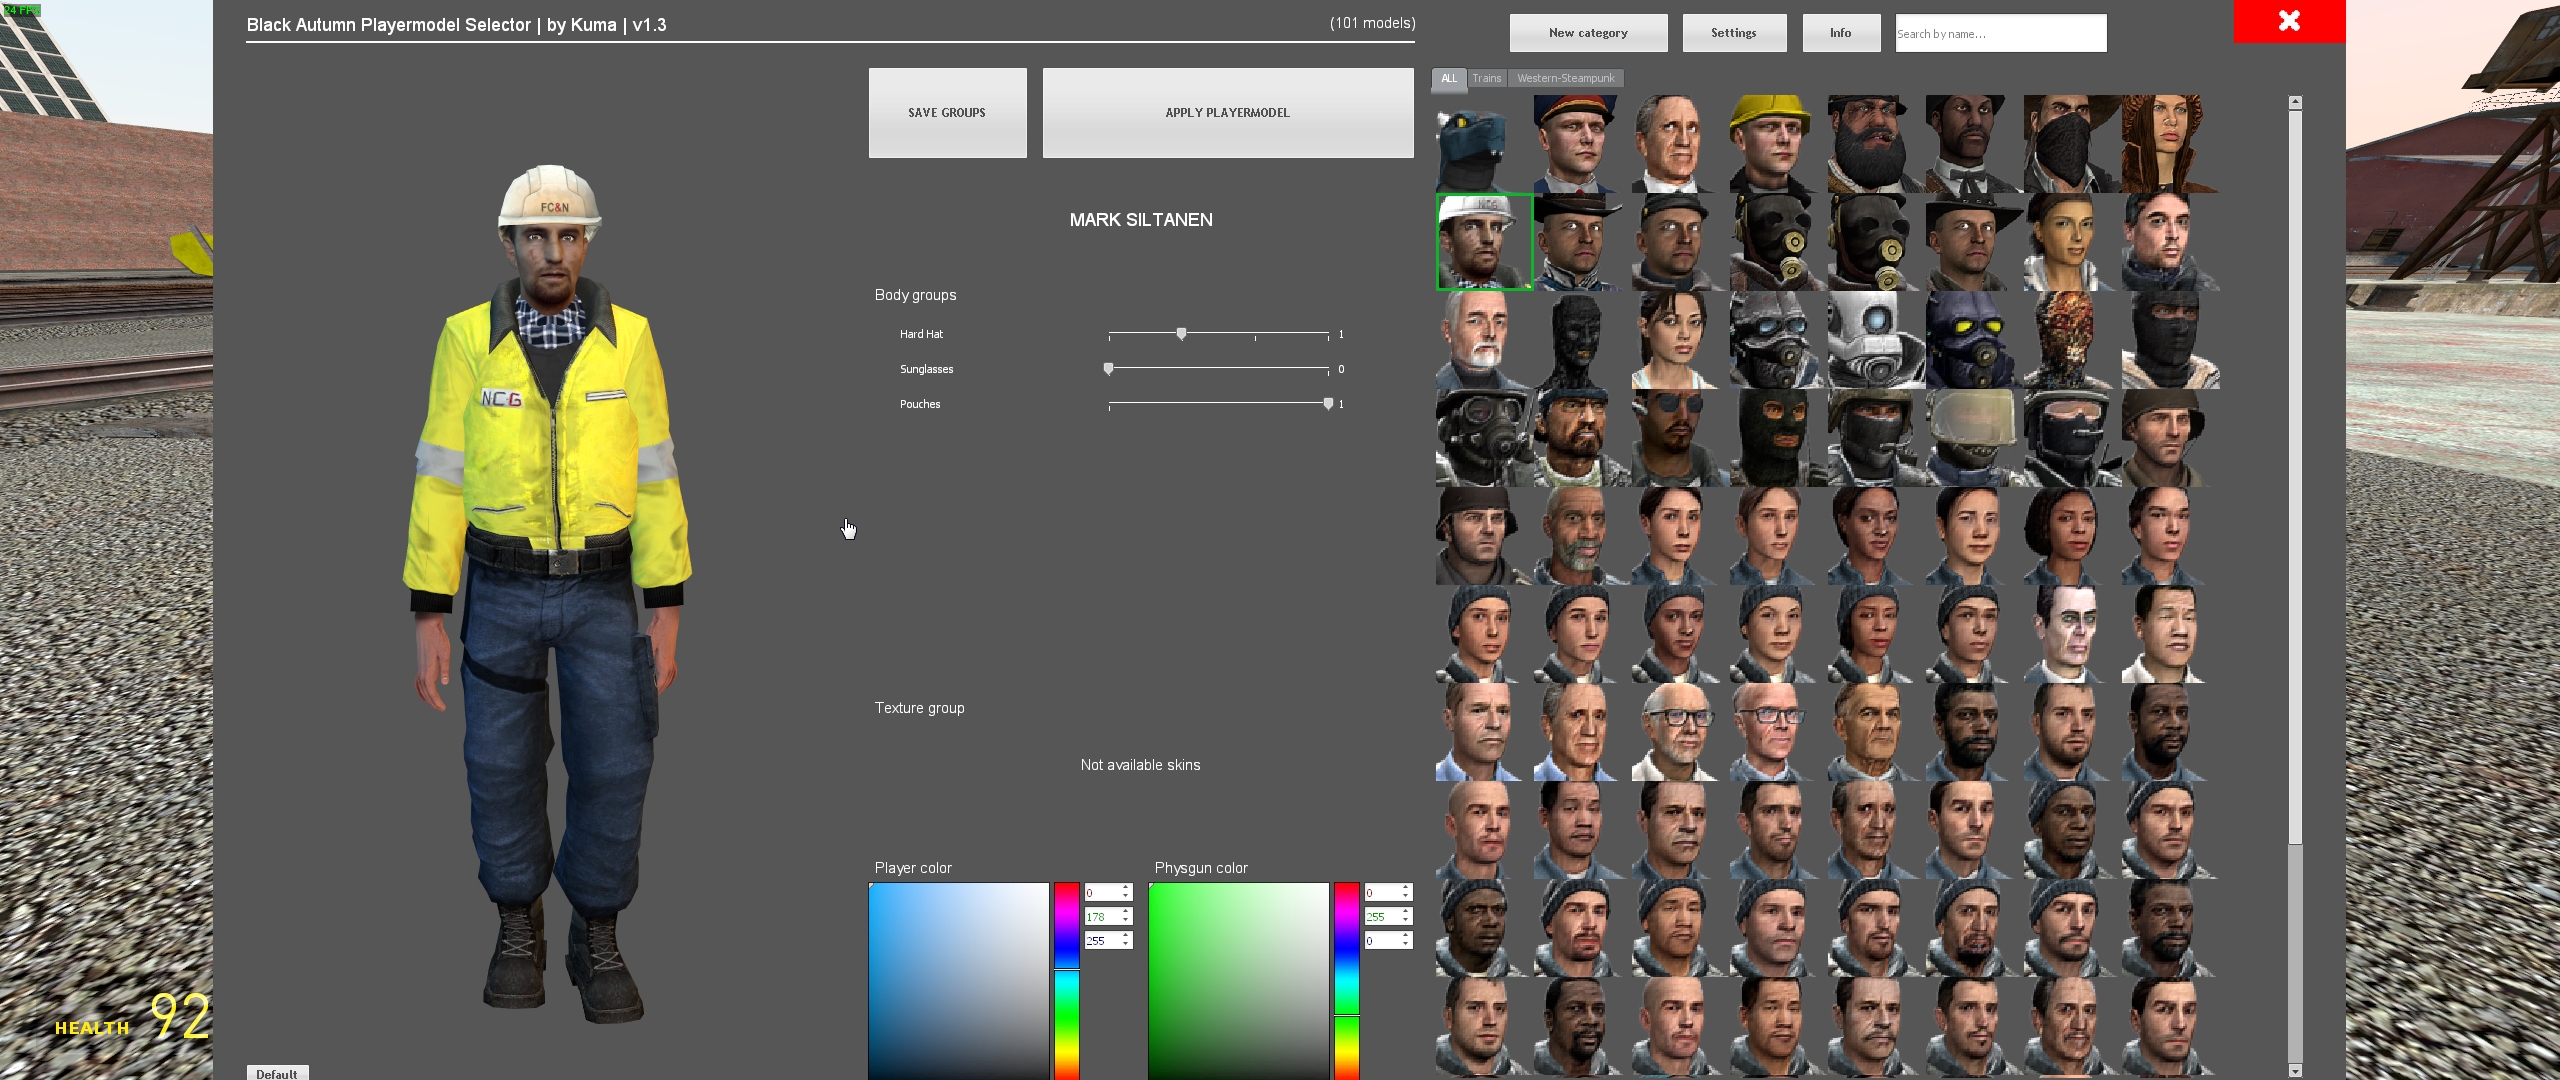 24 FPS
Black Autumn Playermodel Selector | by Kuma | v1.3
(101 models)
New category
Settings
Info
Search by name...
ALL
Trains
Western-Steampunk
SAVE GROUPS
APPLY PLAYERMODEL
MARK SILTANEN
FC&N
NCG
NCG
Body groups
Hard Hat
1
Sunglasses
0
Pouches
1
Texture group
Not available skins
Player color
Physgun color
0
178
255
0
255
0
HEALTH 92
Default